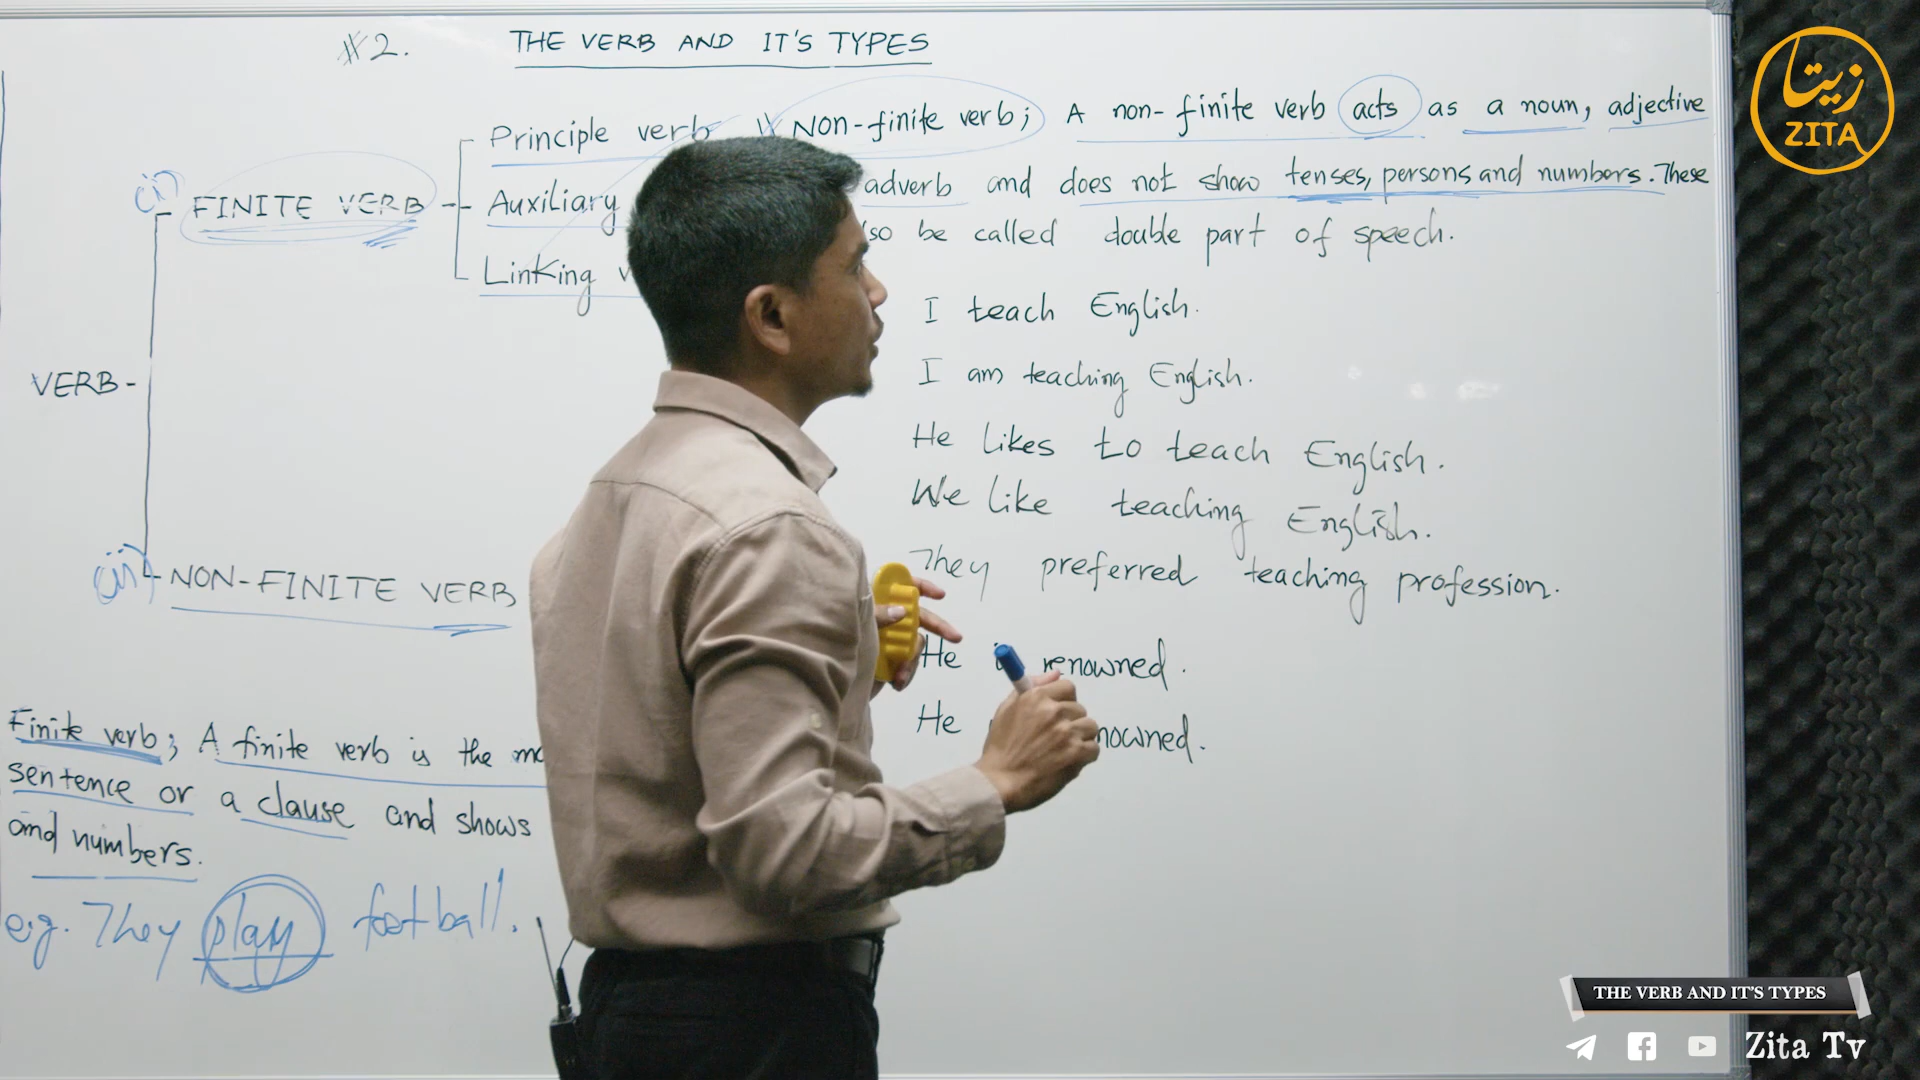 #2. THE VERB AND IT'S TYPES
Principle verb
FINITE VERB
Auxiliary
Linking
VERB
NON-FINITE VERB
Non-finite verb; A non-finite verb acts as a noun, adjective
adverb and does not show tenses, persons and numbers. These
be called double part of speech.
I teach English.
I am teaching English.
He likes to teach English.
We like teaching English.
They preferred teaching profession.
He renowned.
He
Finite verb; A finite verb is the
sentence or a clause and shows
and numbers.
e.g. They play football.
زيتا
ZITA
THE VERB AND IT'S TYPES
Zita Tv